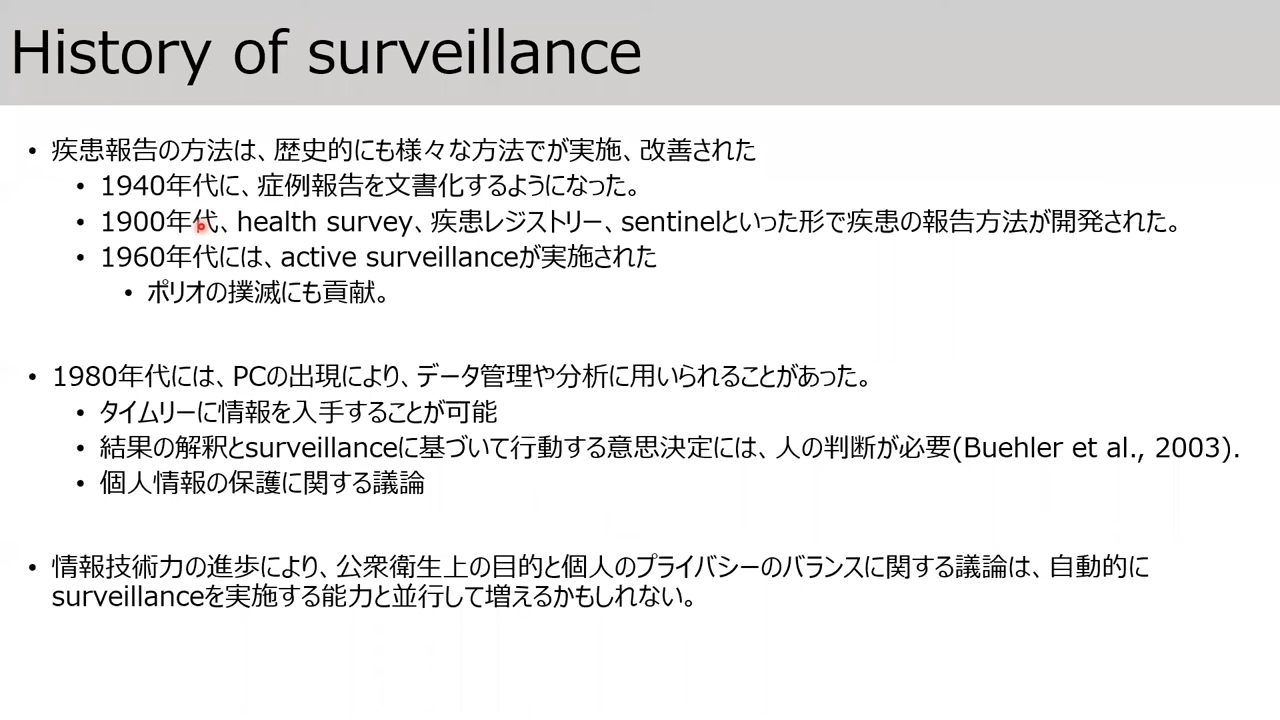 History of surveillance
• 疾患報告の方法は、歴史的にも様々な方法でが実施、改善された
• 1940年代に、症例報告を文書化するようになった。
• 1900年代、health survey、疾患レジストリー、sentinelといった形で疾患の報告方法が開発された。
• 1960年代には、active surveillanceが実施された
• ポリオの撲滅にも貢献。
• 1980年代には、PCの出現により、データ管理や分析に用いられることがあった。
• タイムリーに情報を入手することが可能
• 結果の解釈とsurveillanceに基づいて行動する意思決定には、人の判断が必要(Buehler et al., 2003).
• 個人情報の保護に関する議論
• 情報技術力の進歩により、公衆衛生上の目的と個人のプライバシーのバランスに関する議論は、自動的に
surveillanceを実施する能力と並行して増えるかもしれない。